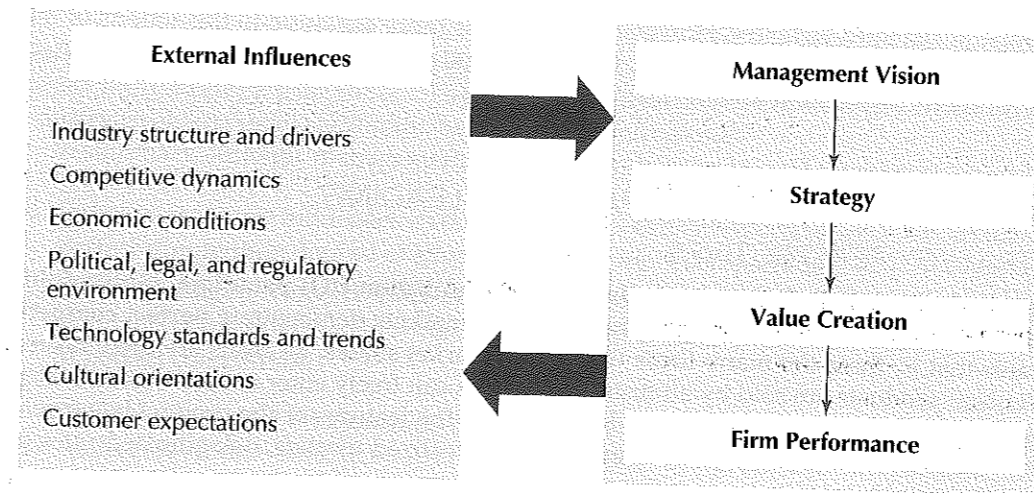 External Influences
Industry structure and drivers
Competitive dynamics
Economic conditions
Political, legal, and regulatory
environment
Technology standards and trends
Cultural orientations
Customer expectations
Management Vision
Strategy
Value Creation
Firm Performance